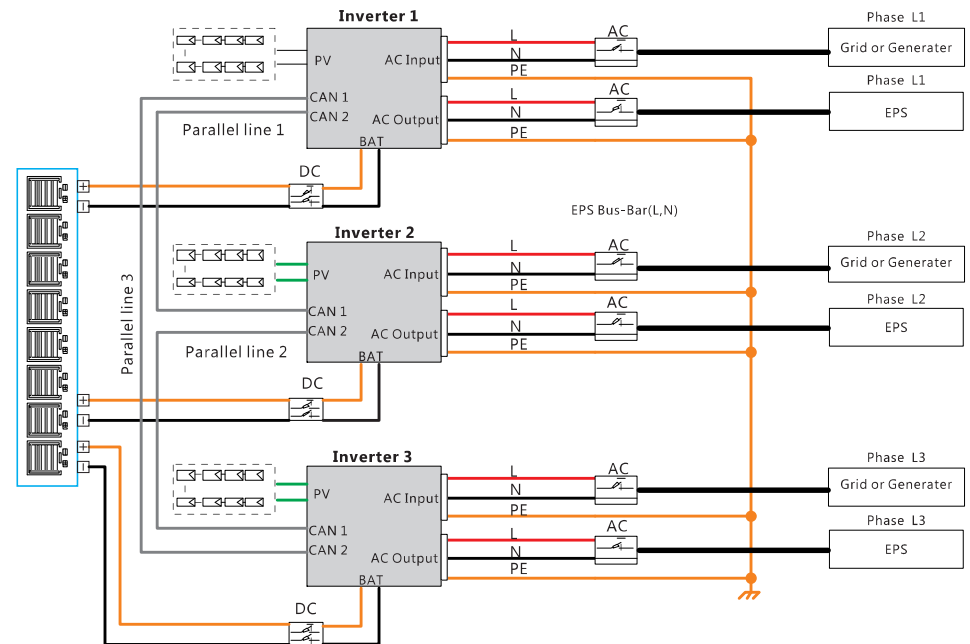 Inverter 1
PV
AC Input
CAN 1
CAN 2
AC Output
BAT
L
N
PE
AC
L
N
PE
AC
Phase L1
Grid or Generater
Phase L1
EPS
Parallel line 1
DC
+
−
EPS Bus-Bar(L,N)
Inverter 2
PV
AC Input
CAN 1
CAN 2
AC Output
BAT
L
N
PE
AC
L
N
PE
AC
Phase L2
Grid or Generater
Phase L2
EPS
Parallel line 3
Parallel line 2
DC
+
−
Inverter 3
PV
AC Input
CAN 1
CAN 2
AC Output
BAT
L
N
PE
AC
L
N
PE
AC
Phase L3
Grid or Generater
Phase L3
EPS
+
−
DC